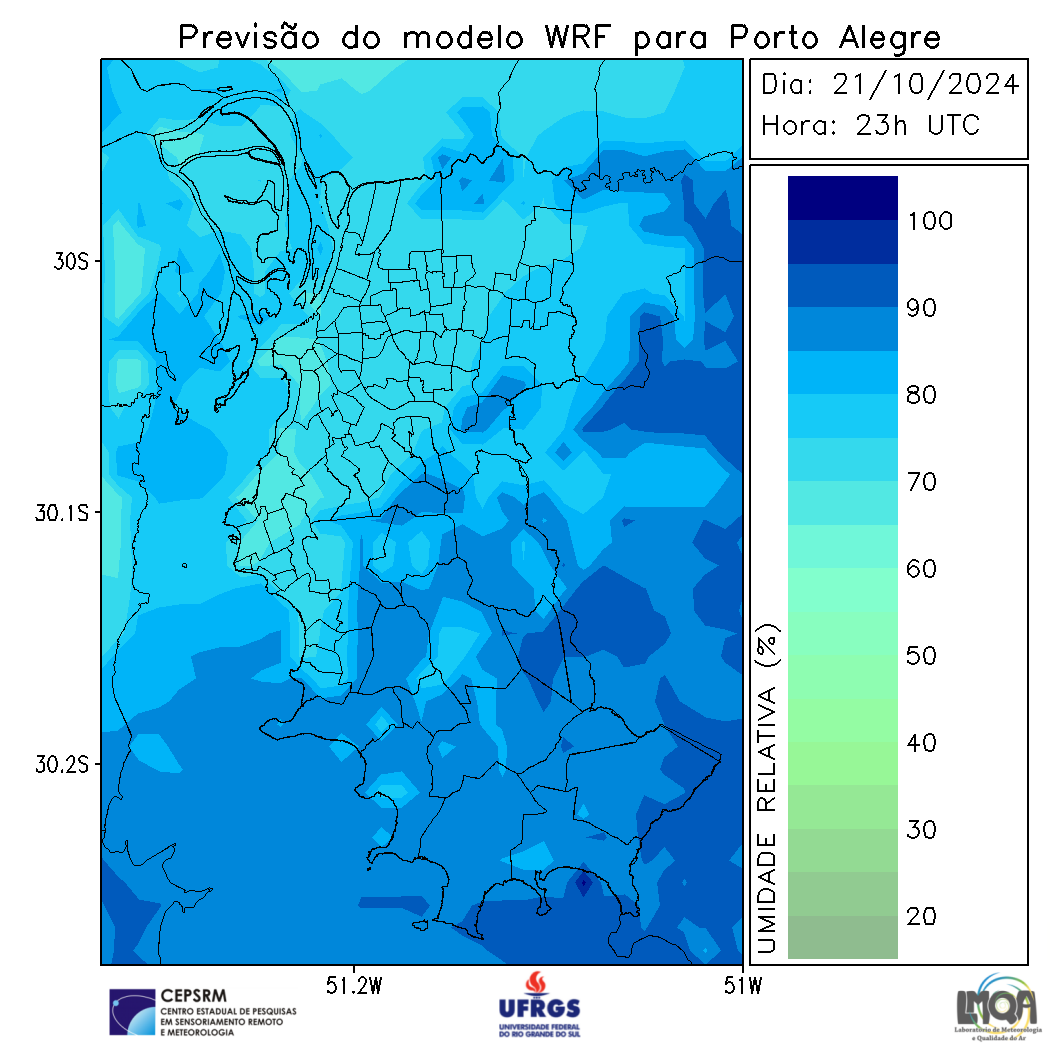 Previsão do modelo WRF para Porto Alegre
Dia: 21/10/2024
Hora: 23h UTC
30S
30.1S
30.2S
51.2W
51W
100
90
80
70
60
50
40
30
20
UMIDADE RELATIVA (%)
CEPSRM
CENTRO ESTADUAL DE PESQUISAS
EM SENSORIAMENTO REMOTO
E METEOROLOGIA
UFRGS
UNIVERSIDADE FEDERAL
DO RIO GRANDE DO SUL
LMQA
Laboratório de Meteorologia
e Qualidade do Ar